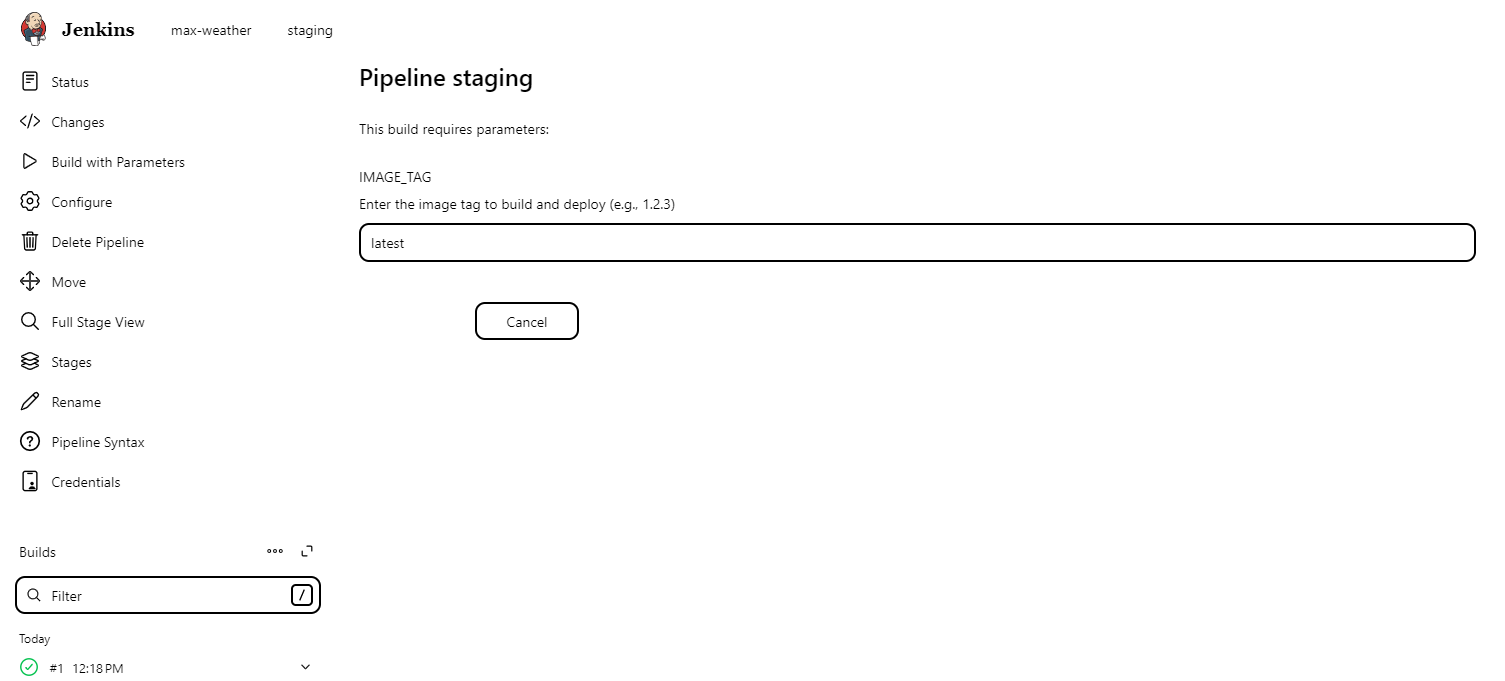 Jenkins max-weather staging
Status
Changes
Build with Parameters
Configure
Delete Pipeline
Move
Full Stage View
Stages
Rename
Pipeline Syntax
Credentials
Builds
Filter /
Today
#1 12:18 PM
Pipeline staging
This build requires parameters:
IMAGE_TAG
Enter the image tag to build and deploy (e.g., 1.2.3)
latest
Cancel